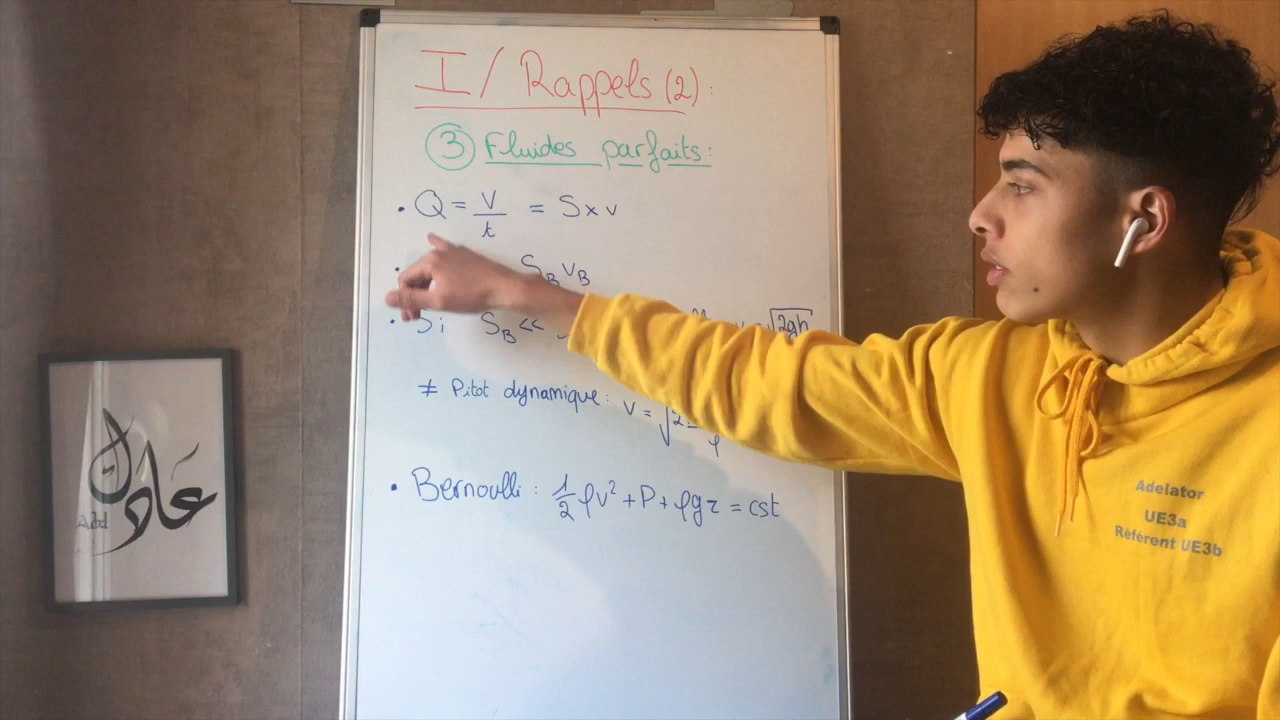 I / Rappels (2) :
③ Fluides parfaits :
• Q = V/t = S x v
• S_B v_B
• Si S_B << √2gh
≠ Pitot dynamique : v = √2 ρ
• Bernoulli : 1/2 ρv² + P + ρgz = cst
عادل
Adel
Adelator
UE3a
Référent UE3b